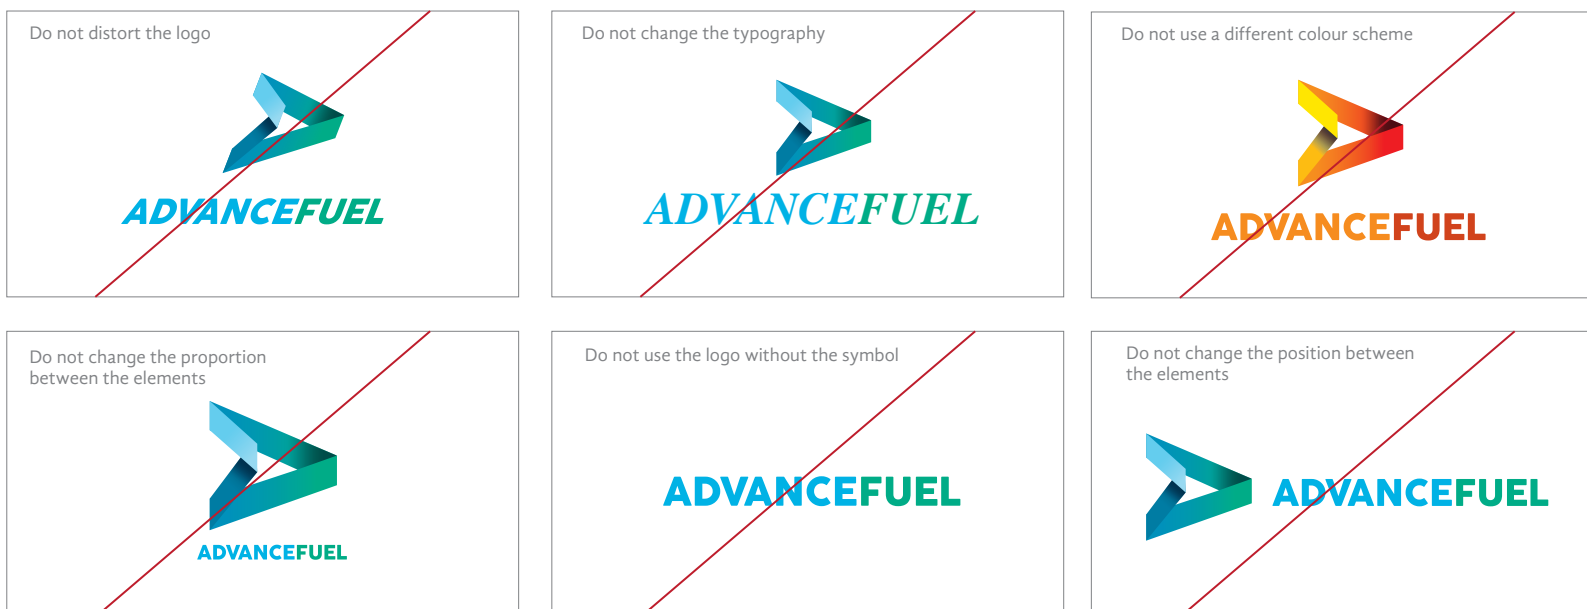 Do not distort the logo
ADVANCEFUEL
Do not change the typography
ADVANCEFUEL
Do not use a different colour scheme
ADVANCEFUEL
Do not change the proportion
between the elements
ADVANCEFUEL
Do not use the logo without the symbol
ADVANCEFUEL
Do not change the position between
the elements
ADVANCEFUEL